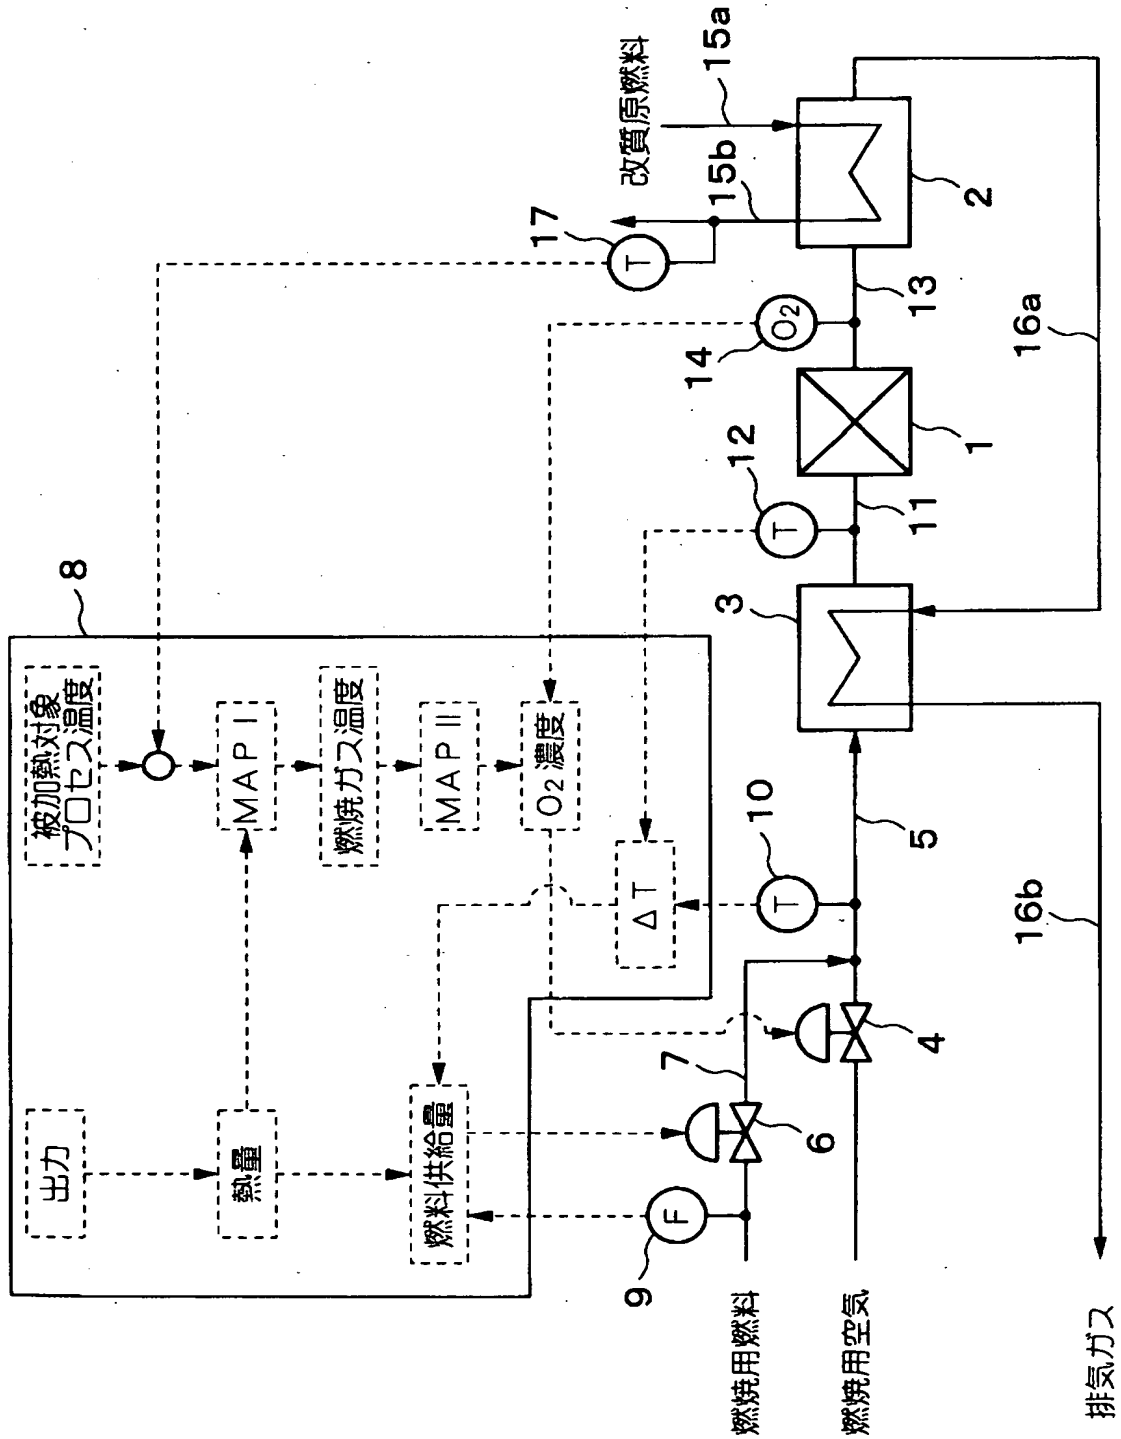 出力
熱量
燃料供給量
被加熱対象
プロセス温度
MAP I
燃焼ガス温度
MAP II
O2 濃度
ΔT
8
9
F
燃焼用燃料
6
7
燃焼用空気
4
10
T
5
3
12
T
11
1
14
O2
13
17
T
15b
改質原燃料
15a
2
16a
16b
排気ガス